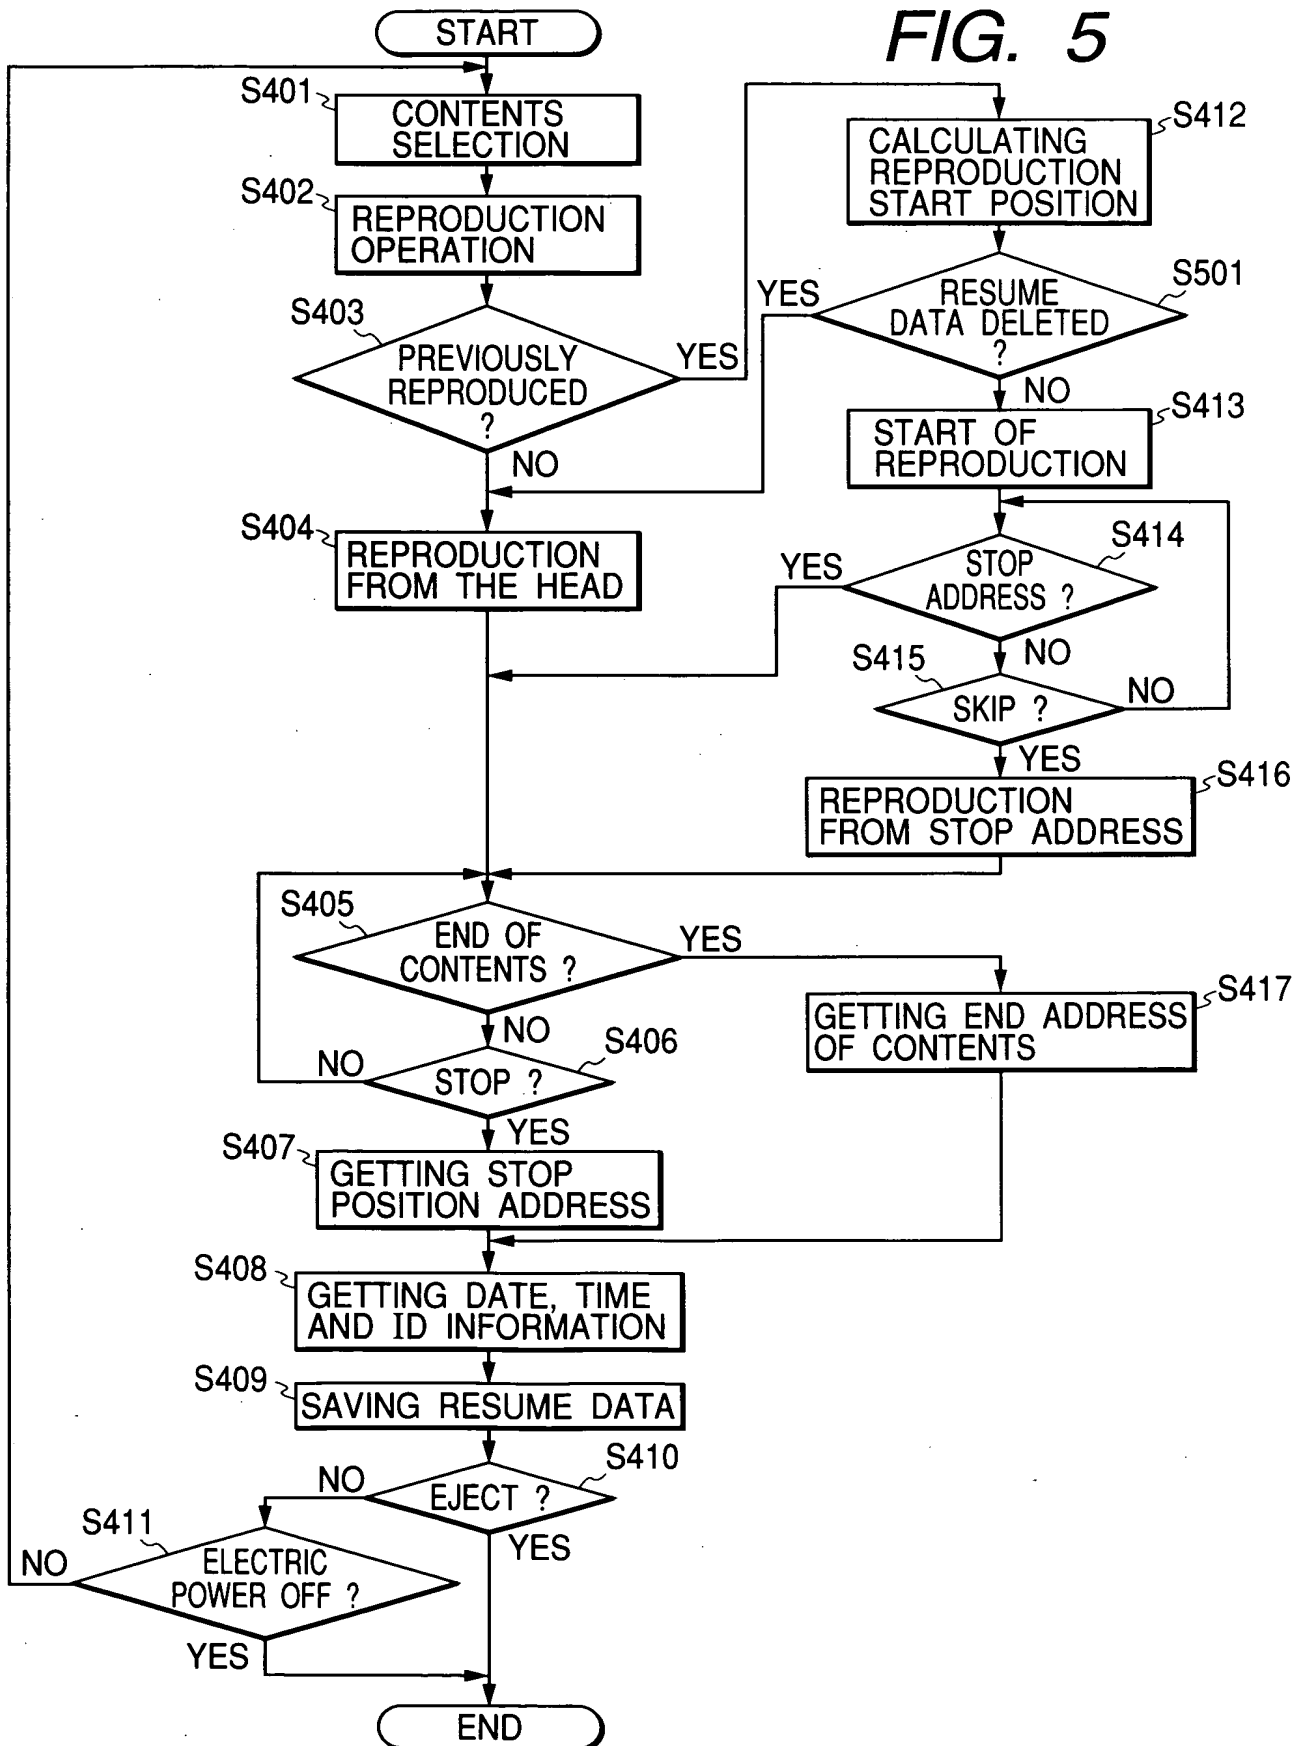 START
FIG. 5
S401
CONTENTS
SELECTION
S402
REPRODUCTION
OPERATION
S403
PREVIOUSLY
REPRODUCED
?
YES
NO
S404
REPRODUCTION
FROM THE HEAD
S412
CALCULATING
REPRODUCTION
START POSITION
S501
RESUME
DATA DELETED
?
YES
NO
S413
START OF
REPRODUCTION
S414
STOP
ADDRESS ?
YES
NO
S415
SKIP ?
NO
YES
S416
REPRODUCTION
FROM STOP ADDRESS
S405
END OF
CONTENTS ?
YES
NO
S417
GETTING END ADDRESS
OF CONTENTS
S406
STOP ?
NO
YES
S407
GETTING STOP
POSITION ADDRESS
S408
GETTING DATE, TIME
AND ID INFORMATION
S409
SAVING RESUME DATA
S410
EJECT ?
NO
YES
S411
ELECTRIC
POWER OFF ?
NO
YES
END